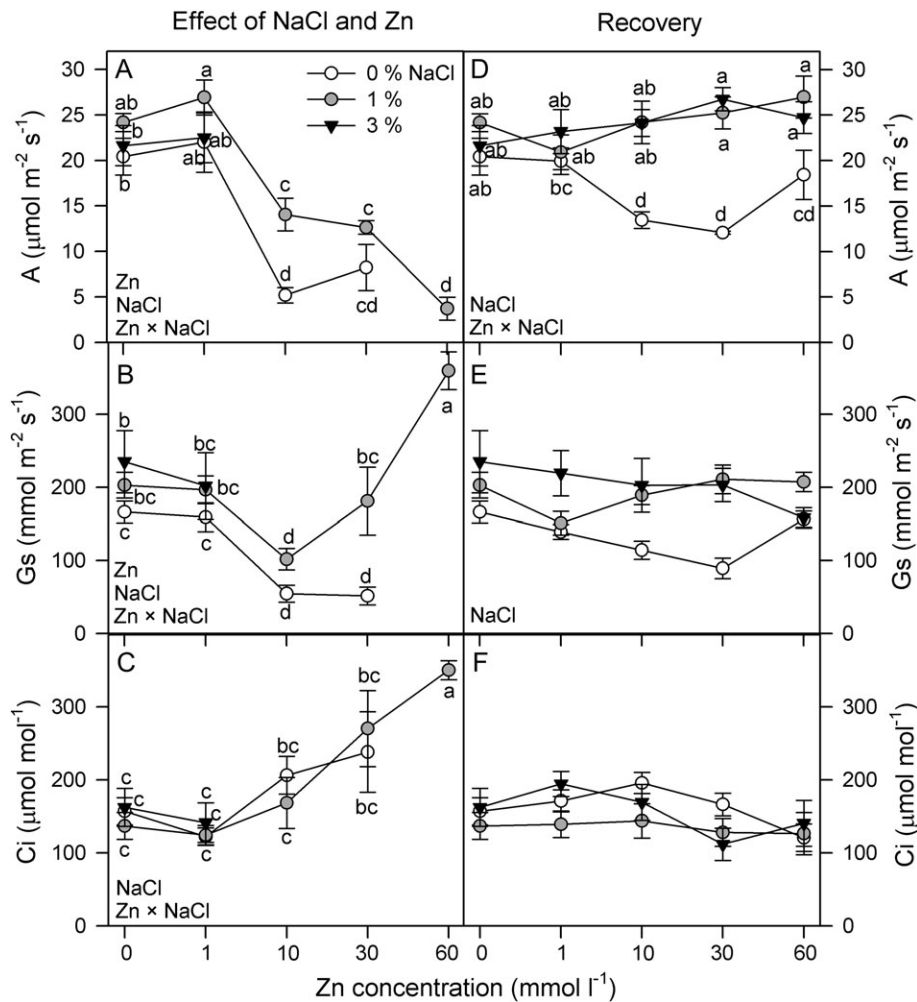 Effect of NaCl and Zn
Recovery
A
a
ab
b
ab
ab
b
c
c
d
d
cd
0 % NaCl
1 %
3 %
Zn
NaCl
Zn × NaCl
A (μmol m⁻² s⁻¹)
30
25
20
15
10
5
0
D
ab
ab
ab
ab
ab
ab
bc
ab
a
a
a
a
d
d
cd
NaCl
Zn × NaCl
30
25
20
15
10
5
0
A (μmol m⁻² s⁻¹)
B
b
bc
bc
bc
bc
c
c
d
d
d
a
Zn
NaCl
Zn × NaCl
Gs (mmol m⁻² s⁻¹)
300
200
100
0
E
NaCl
300
200
100
0
Gs (mmol m⁻² s⁻¹)
C
c
c
c
c
c
c
bc
c
bc
bc
a
NaCl
Zn × NaCl
Ci (μmol mol⁻¹)
300
200
100
0
F
300
200
100
0
Ci (μmol mol⁻¹)
0 1 10 30 60
0 1 10 30 60
Zn concentration (mmol l⁻¹)